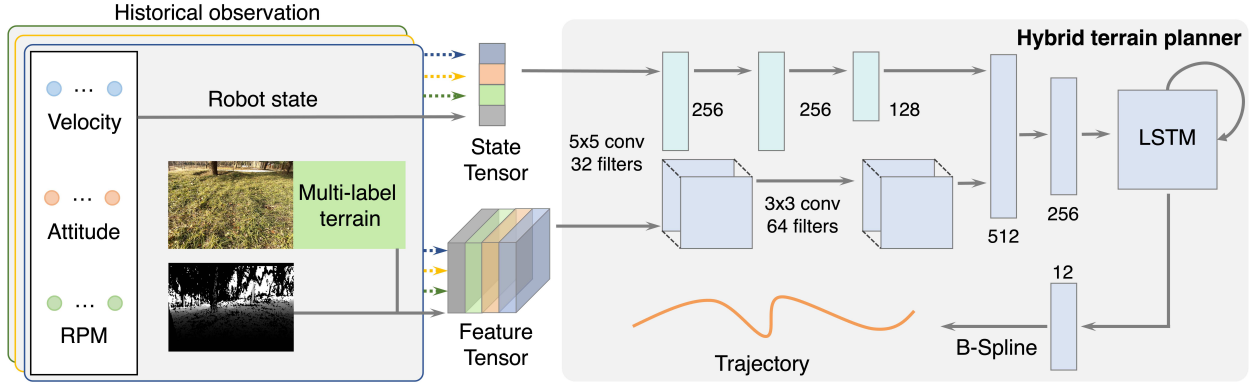 Historical observation
Velocity
Attitude
RPM
Robot state
Multi-label
terrain
State
Tensor
Feature
Tensor
Hybrid terrain planner
256
256
128
5x5 conv
32 filters
3x3 conv
64 filters
512
256
LSTM
12
B-Spline
Trajectory